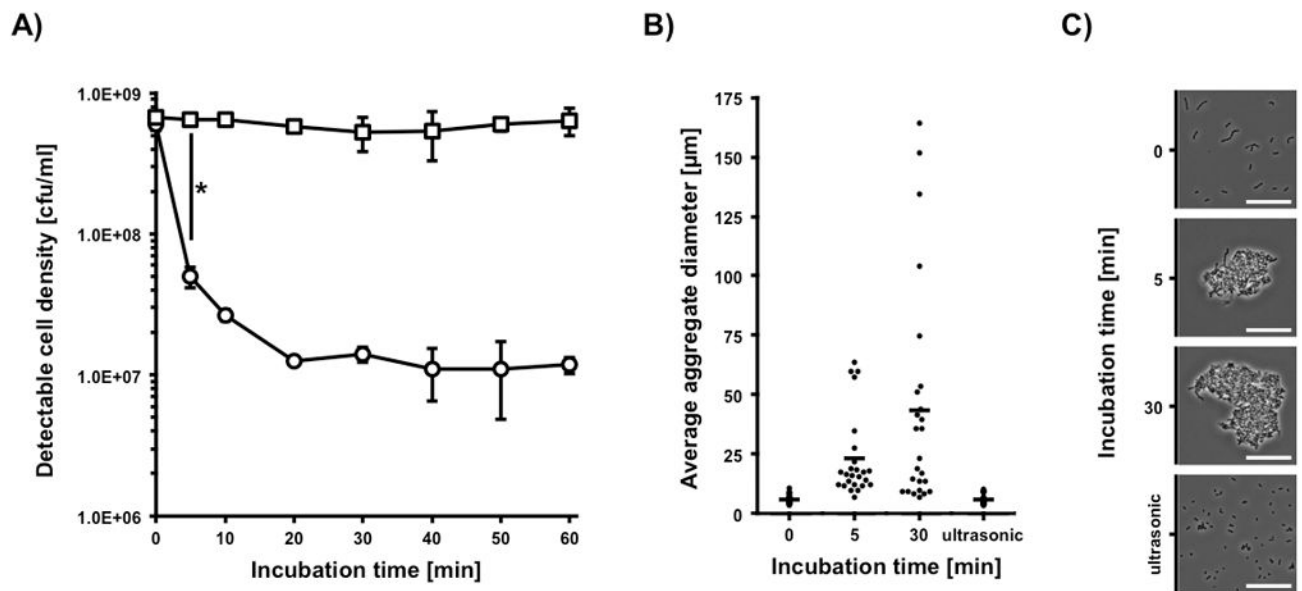 A)
B)
C)
Detectable cell density [cfu/ml]
1.0E+09
1.0E+08
1.0E+07
1.0E+06
*
0 10 20 30 40 50 60
Incubation time [min]
Average aggregate diameter [µm]
175
150
125
100
75
50
25
0
0 5 30 ultrasonic
Incubation time [min]
Incubation time [min]
0
5
30
ultrasonic